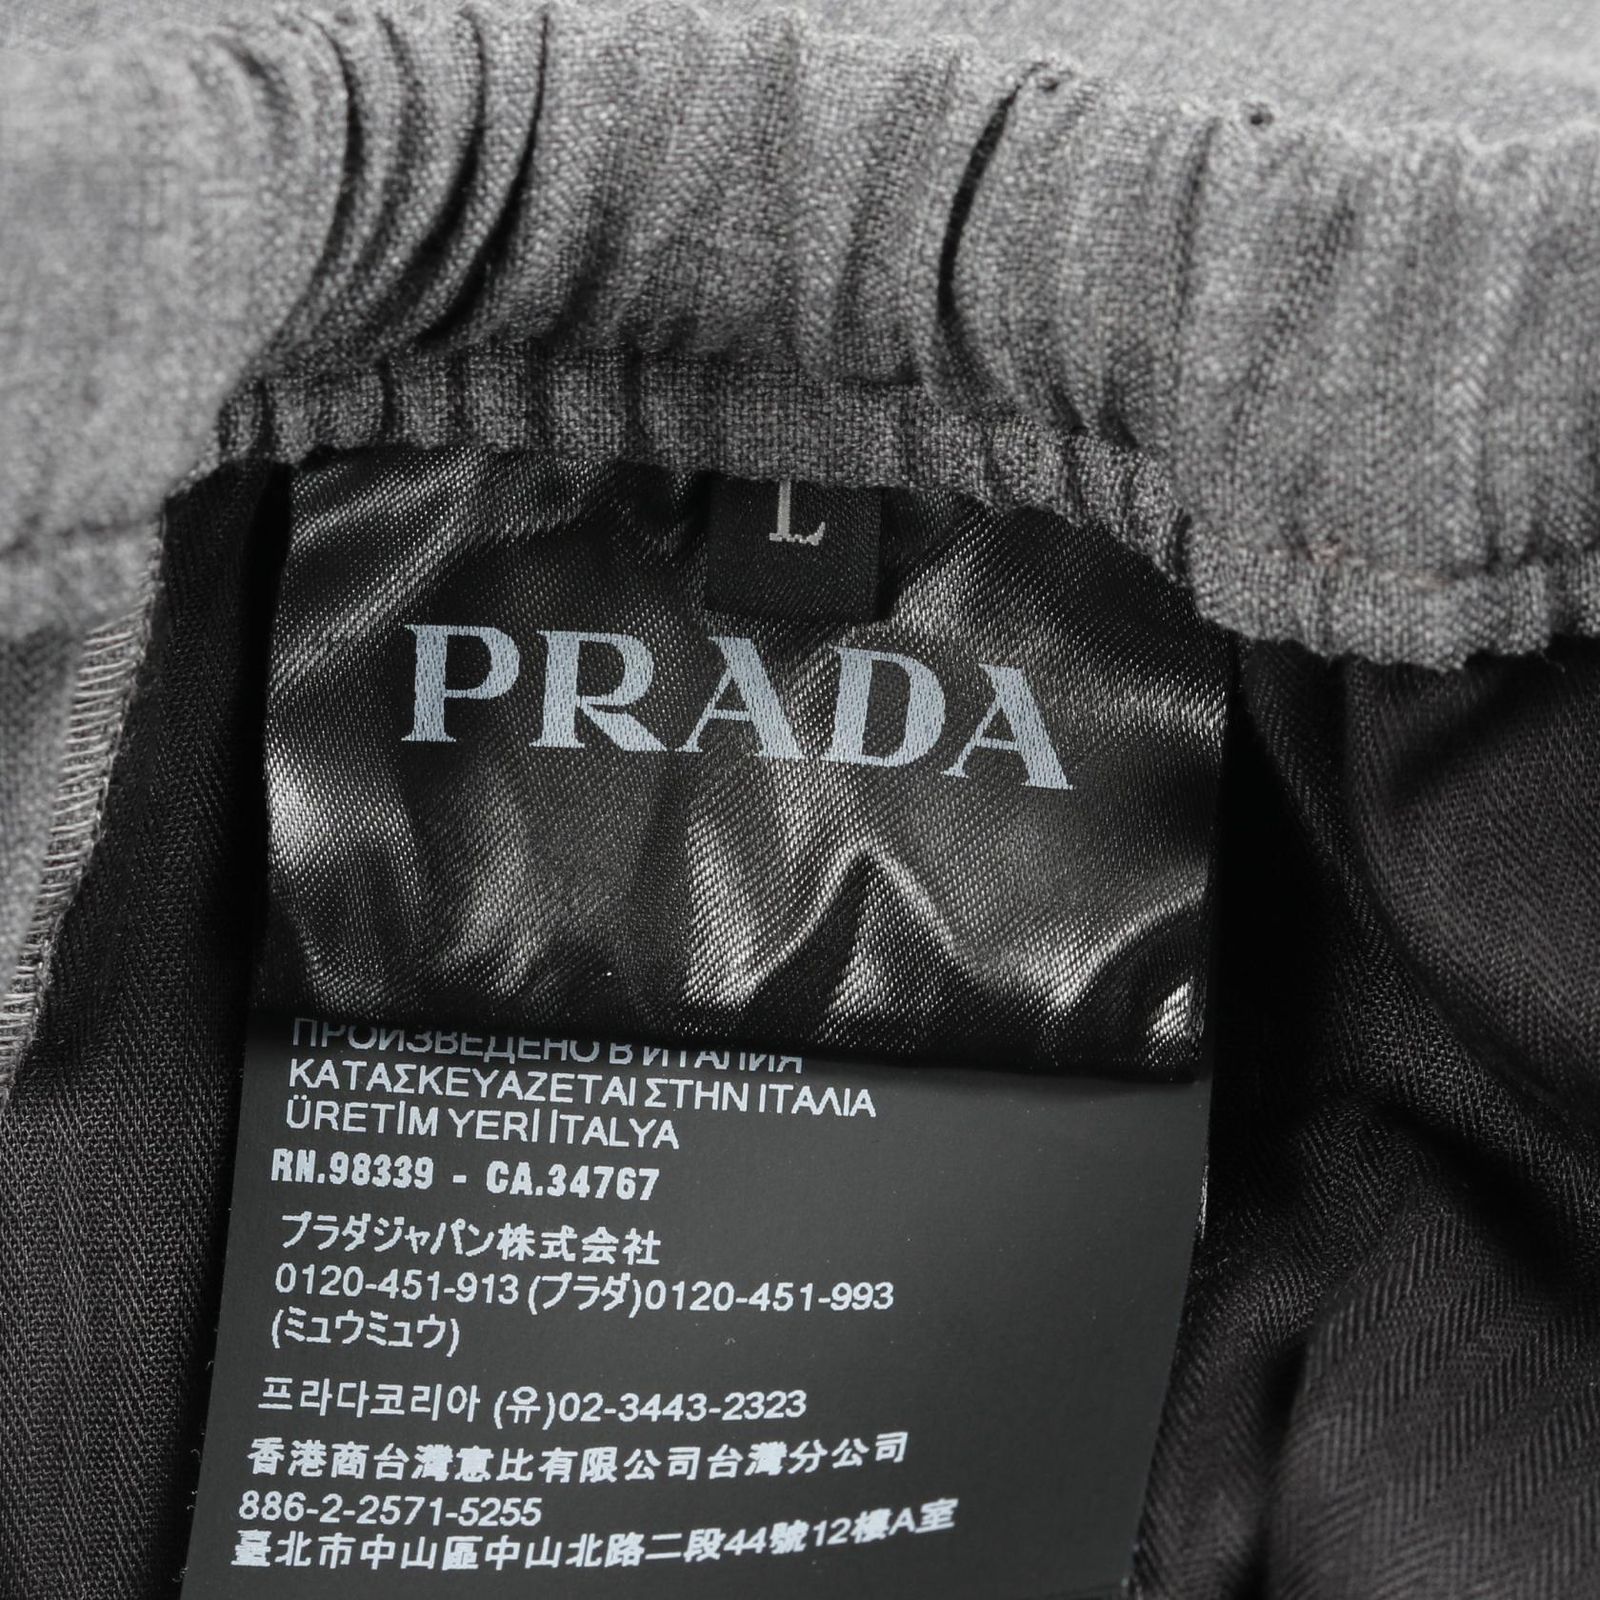 L
PRADA
ПРОИЗВЕДЕНО В ИТАЛИЯ
ΚΑΤΑΣΚΕΥΑΖΕΤΑΙ ΣΤΗΝ ΙΤΑΛΙΑ
ÜRETİM YERİ İTALYA
RN.98339 - CA.34767
プラダジャパン株式会社
0120-451-913 (プラダ)0120-451-993
(ミュウミュウ)
프라다코리아 (유)02-3443-2323
香港商台灣意比有限公司台灣分公司
886-2-2571-5255
臺北市中山區中山北路二段44號12樓A室